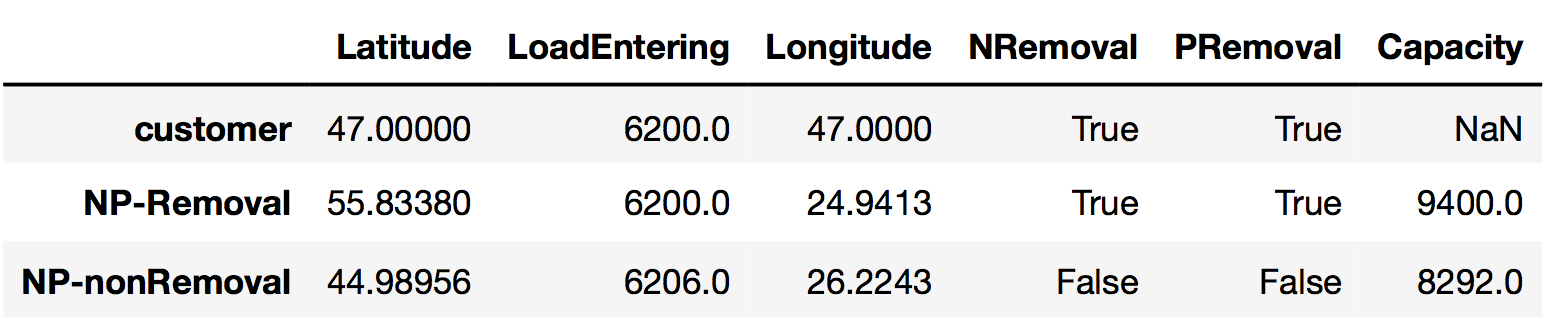 Latitude LoadEntering Longitude NRemoval PRemoval Capacity
customer 47.00000 6200.0 47.0000 True True NaN
NP-Removal 55.83380 6200.0 24.9413 True True 9400.0
NP-nonRemoval 44.98956 6206.0 26.2243 False False 8292.0